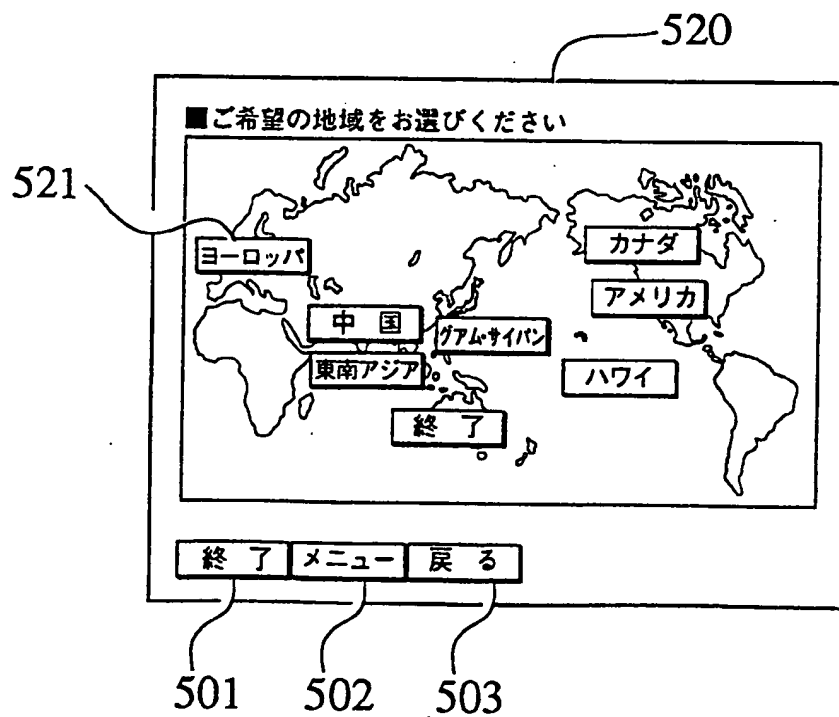 520
■ご希望の地域をお選びください
521
ヨーロッパ
カナダ
アメリカ
中 国
グアム・サイパン
東南アジア
ハワイ
終 了
終 了 メニュー 戻 る
501 502 503